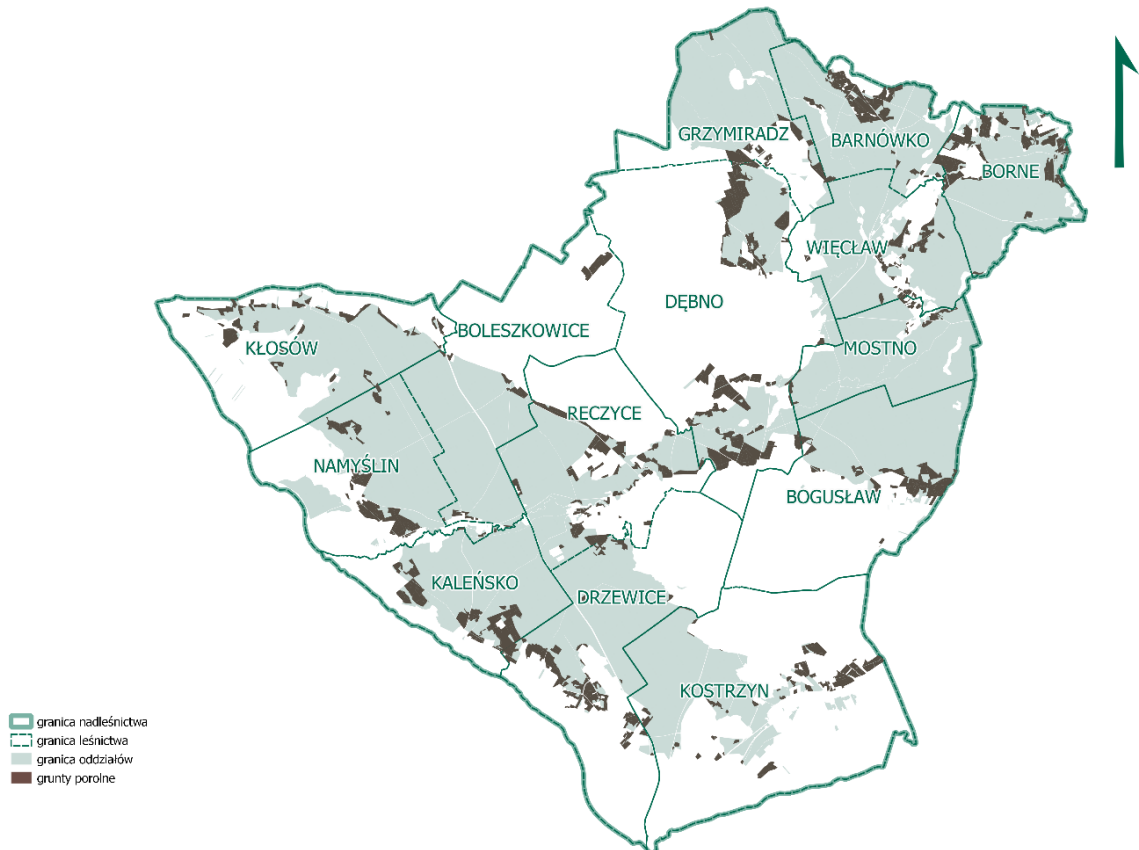 GRZYMIRADZ
BARNÓWKO
BORNE
WIĘCŁAW
DĘBNO
BOLESZKOWICE
KŁOSÓW
MOSTNO
RĘCZYCE
NAMYŚLIN
BOGUSŁAW
KALEŃSKO
DRZEWICE
KOSTRZYN
granica nadleśnictwa
granica leśnictwa
granica oddziałów
grunty porolne